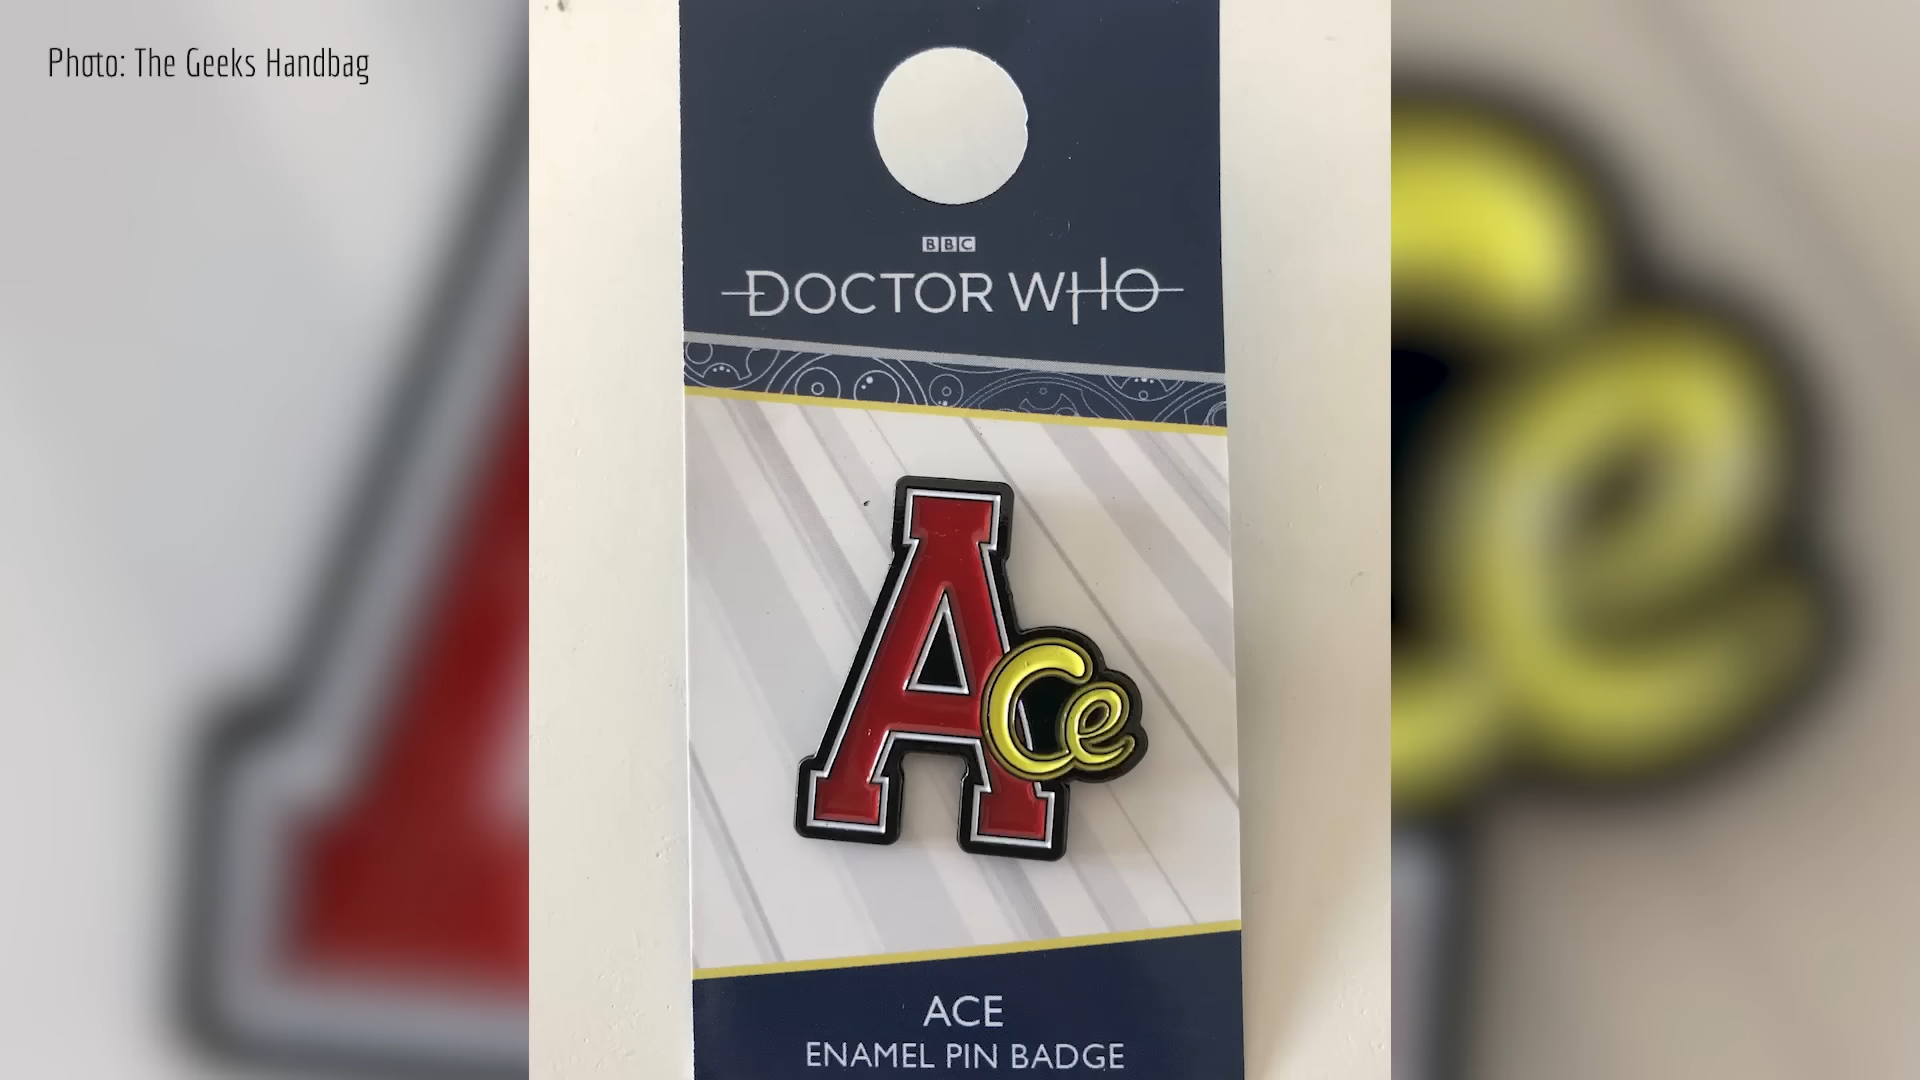 Photo: The Geeks Handbag
BBC
DOCTOR WHO
Ace
ACE
ENAMEL PIN BADGE